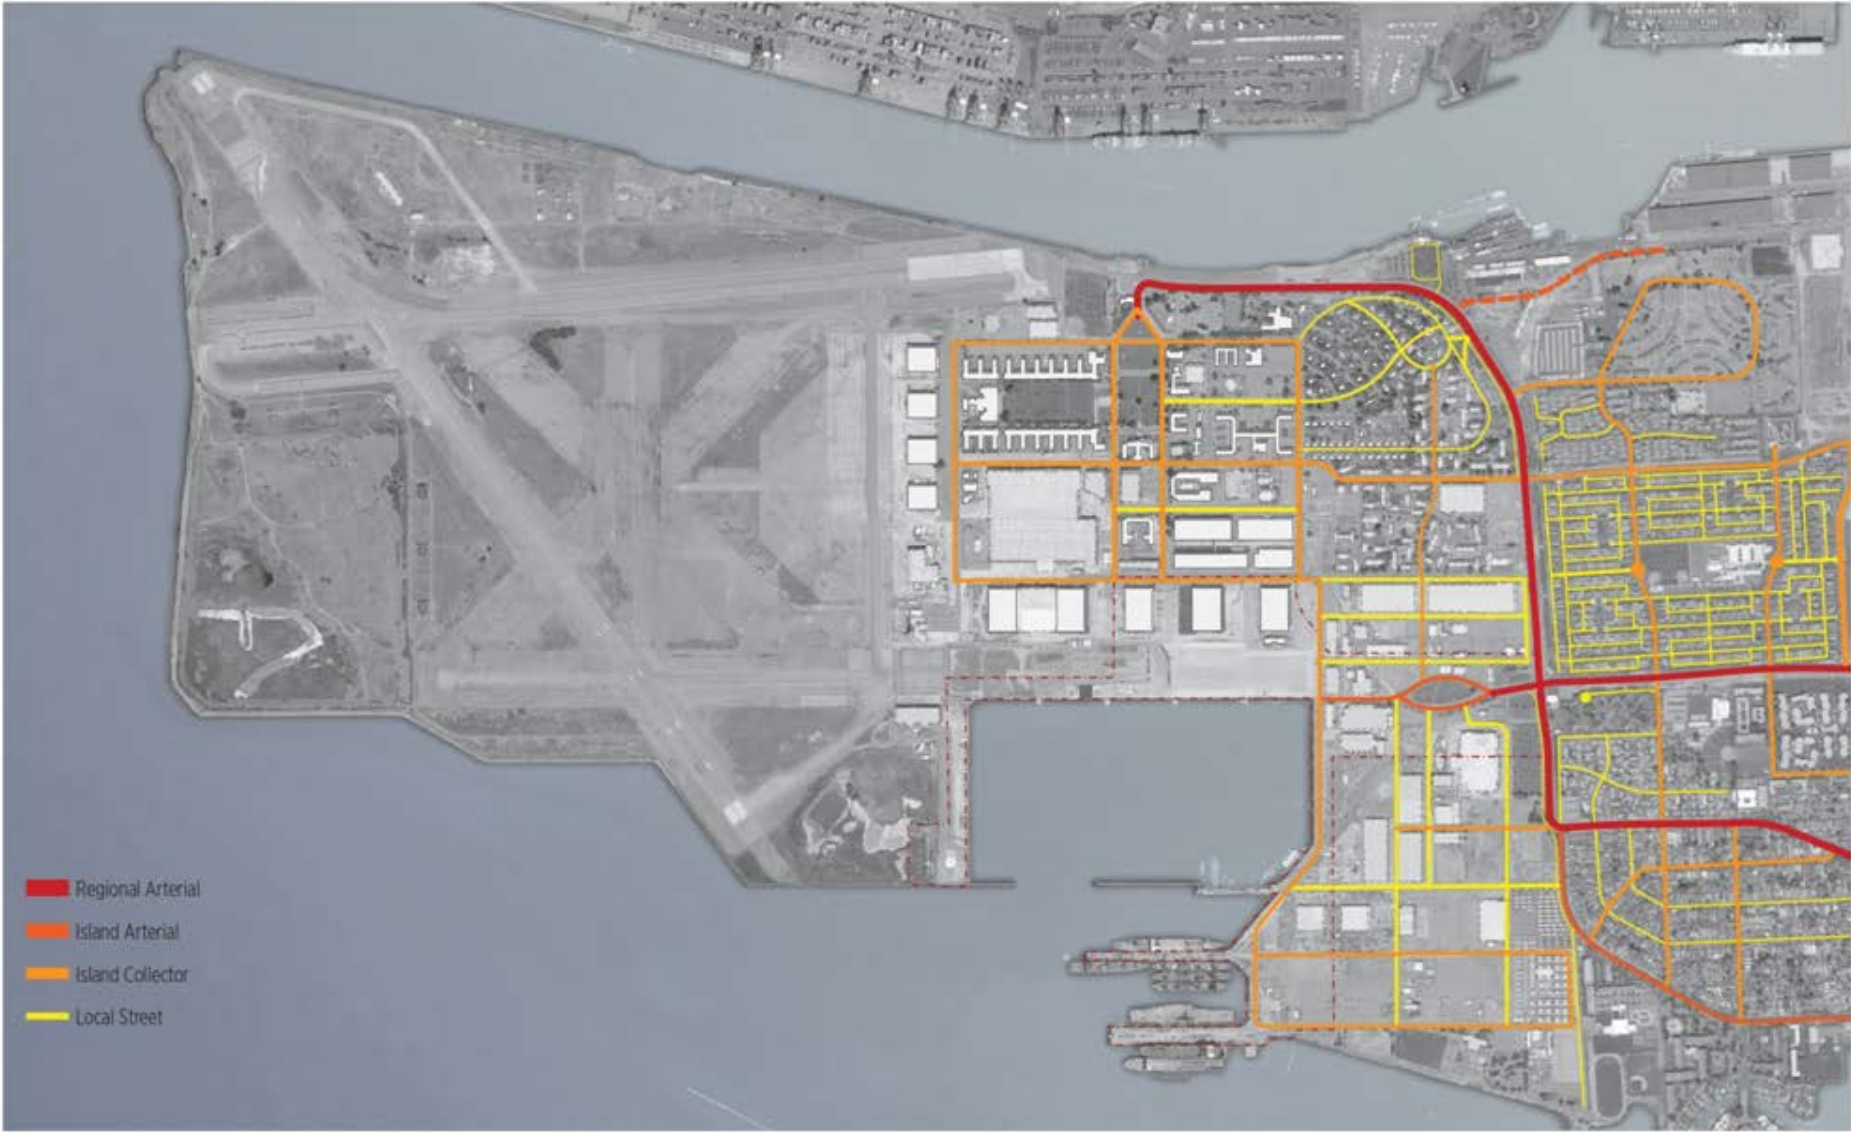 Regional Arterial
Island Arterial
Island Collector
Local Street